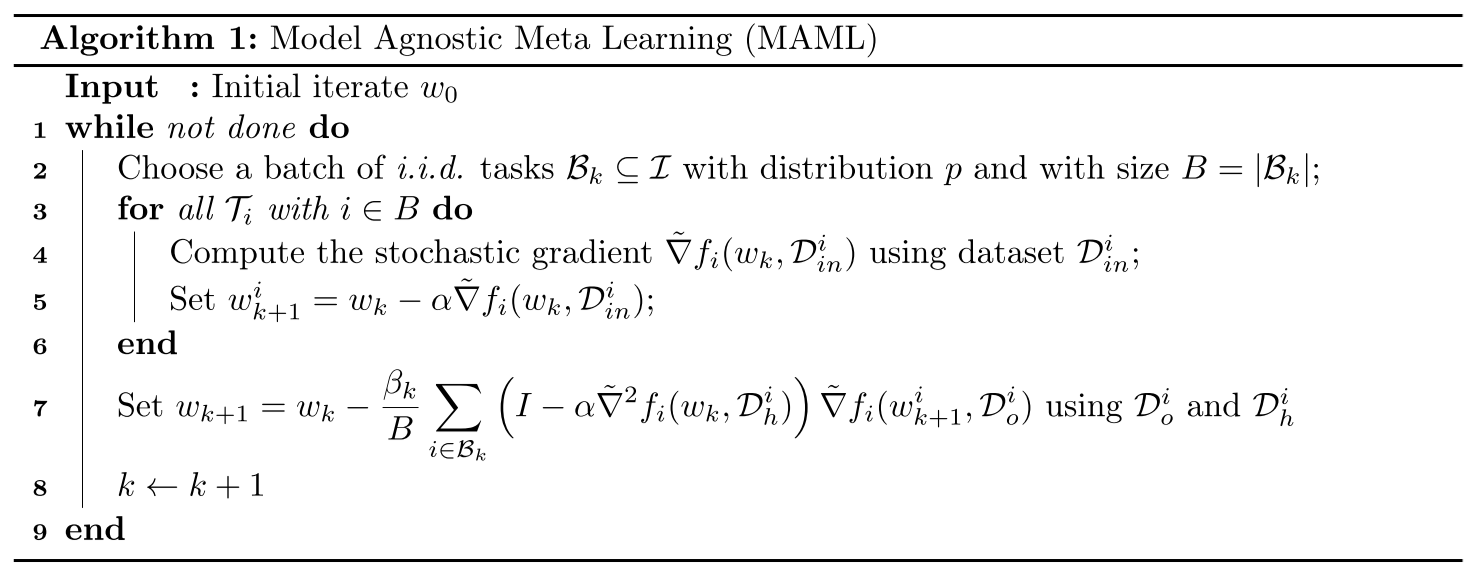 Algorithm 1: Model Agnostic Meta Learning (MAML)
Input : Initial iterate $w_0$
1 while not done do
2 Choose a batch of i.i.d. tasks $\mathcal{B}_k \subseteq \mathcal{I}$ with distribution $p$ and with size $B = |\mathcal{B}_k|$;
3 for all $\mathcal{T}_i$ with $i \in B$ do
4 Compute the stochastic gradient $\tilde{\nabla} f_i(w_k, \mathcal{D}_{in}^i)$ using dataset $\mathcal{D}_{in}^i$;
5 Set $w_{k+1}^i = w_k - \alpha \tilde{\nabla} f_i(w_k, \mathcal{D}_{in}^i)$;
6 end
7 Set $w_{k+1} = w_k - \frac{\beta_k}{B} \sum_{i \in \mathcal{B}_k} \left( I - \alpha \tilde{\nabla}^2 f_i(w_k, \mathcal{D}_h^i) \right) \tilde{\nabla} f_i(w_{k+1}^i, \mathcal{D}_o^i)$ using $\mathcal{D}_o^i$ and $\mathcal{D}_h^i$
8 $k \leftarrow k + 1$
9 end